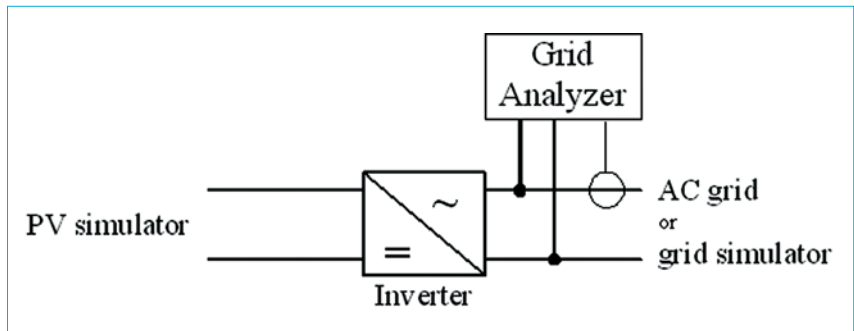 Grid
Analyzer
PV simulator
~
=
Inverter
AC grid
or
grid simulator